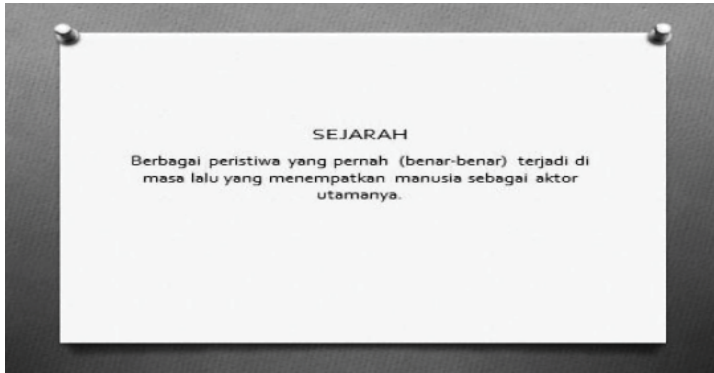 SEJARAH
Berbagai peristiwa yang pernah (benar-benar) terjadi di
masa lalu yang menempatkan manusia sebagai aktor
utamanya.